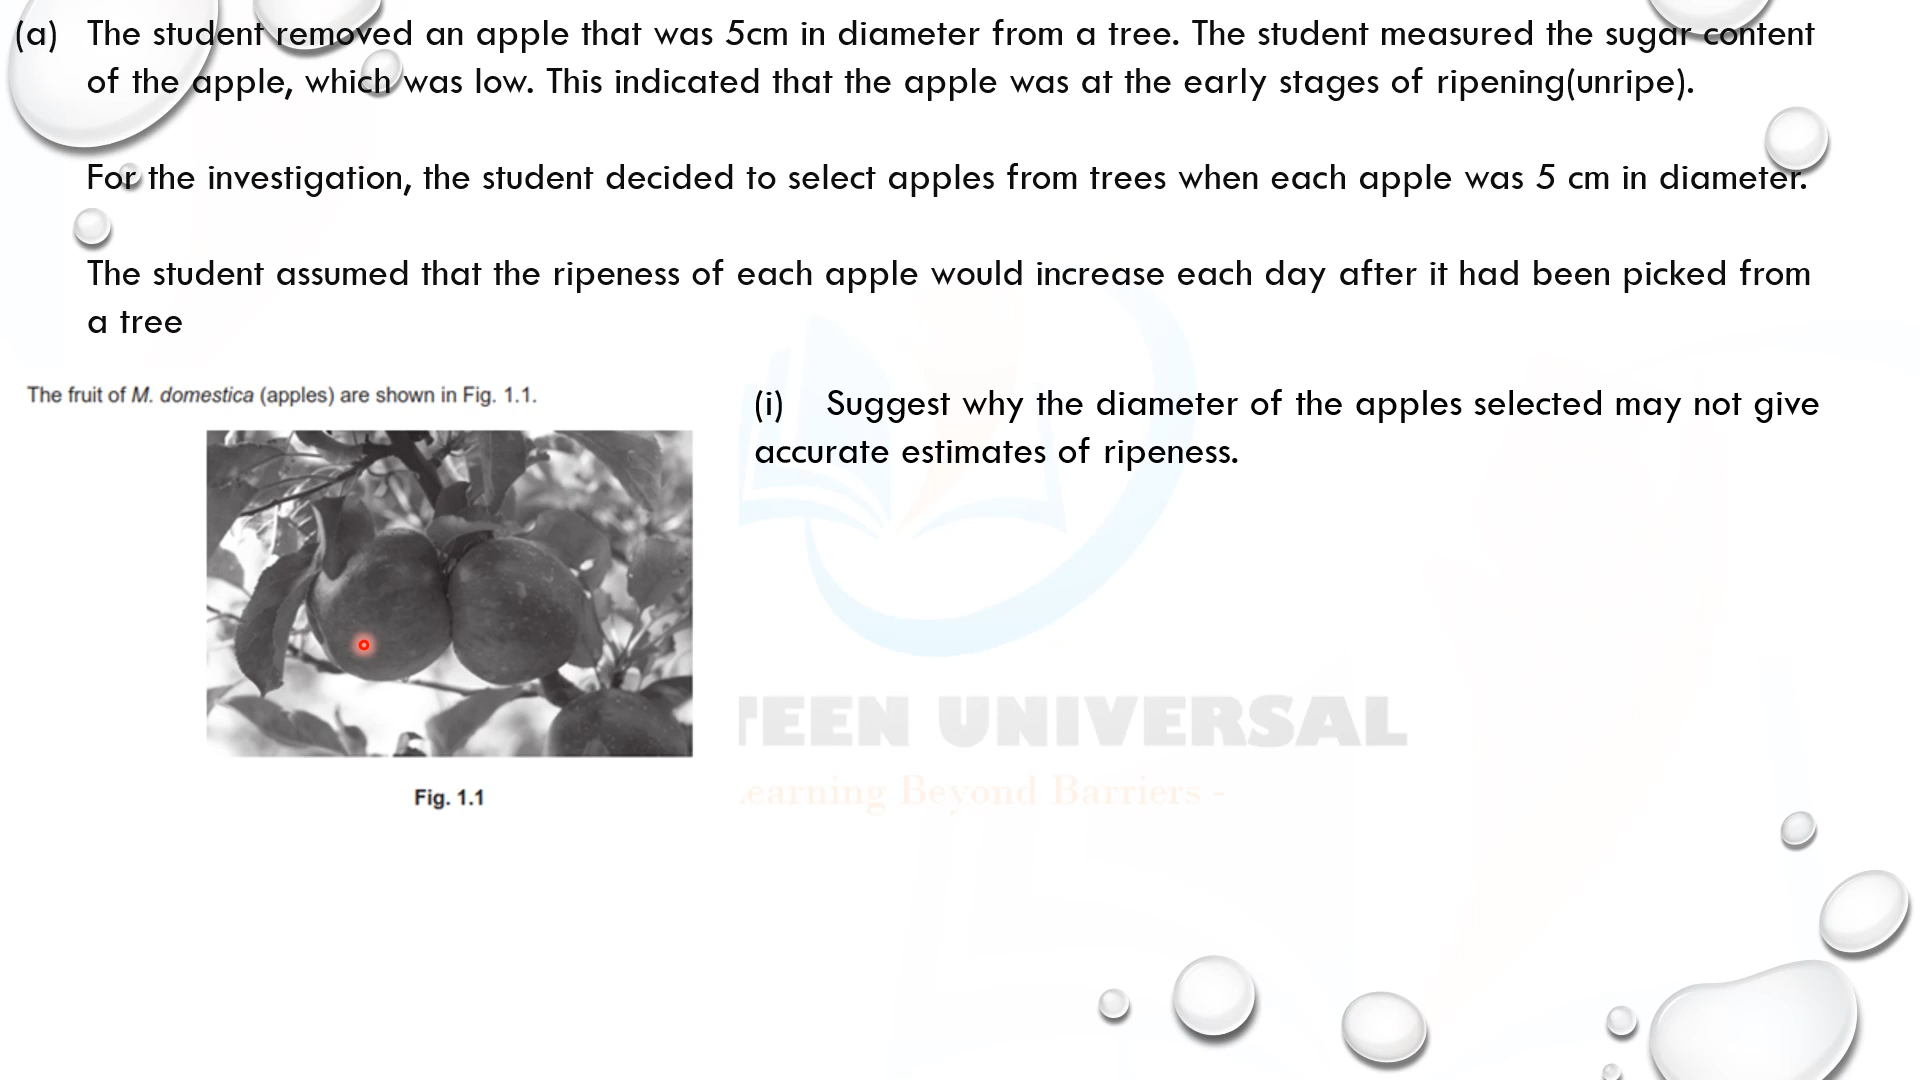 (a) The student removed an apple that was 5cm in diameter from a tree. The student measured the sugar content
of the apple, which was low. This indicated that the apple was at the early stages of ripening(unripe).
For the investigation, the student decided to select apples from trees when each apple was 5 cm in diameter.
The student assumed that the ripeness of each apple would increase each day after it had been picked from
a tree
The fruit of M. domestica (apples) are shown in Fig. 1.1.
Fig. 1.1
(i) Suggest why the diameter of the apples selected may not give
accurate estimates of ripeness.
TEEN UNIVERSAL
earning Beyond Barriers -